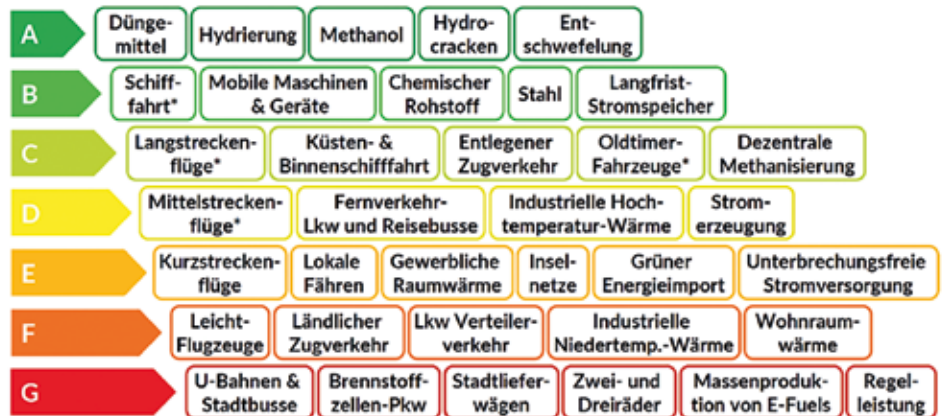 A
Dünge-
mittel
Hydrierung
Methanol
Hydro-
cracken
Ent-
schwefelung
B
Schiff-
fahrt*
Mobile Maschinen
& Geräte
Chemischer
Rohstoff
Stahl
Langfrist-
Stromspeicher
C
Langstrecken-
flüge*
Küsten- &
Binnenschifffahrt
Entlegener
Zugverkehr
Oldtimer-
Fahrzeuge*
Dezentrale
Methanisierung
D
Mittelstrecken-
flüge*
Fernverkehr-
Lkw und Reisebusse
Industrielle Hoch-
temperatur-Wärme
Strom-
erzeugung
E
Kurzstrecken-
flüge
Lokale
Fähren
Gewerbliche
Raumwärme
Insel-
netze
Grüner
Energieimport
Unterbrechungsfreie
Stromversorgung
F
Leicht-
Flugzeuge
Ländlicher
Zugverkehr
Lkw Verteiler-
verkehr
Industrielle
Niedertemp.-Wärme
Wohnraum-
wärme
G
U-Bahnen &
Stadtbusse
Brennstoff-
zellen-Pkw
Stadtliefer-
wägen
Zwei- und
Dreiräder
Massenproduk-
tion von E-Fuels
Regel-
leistung